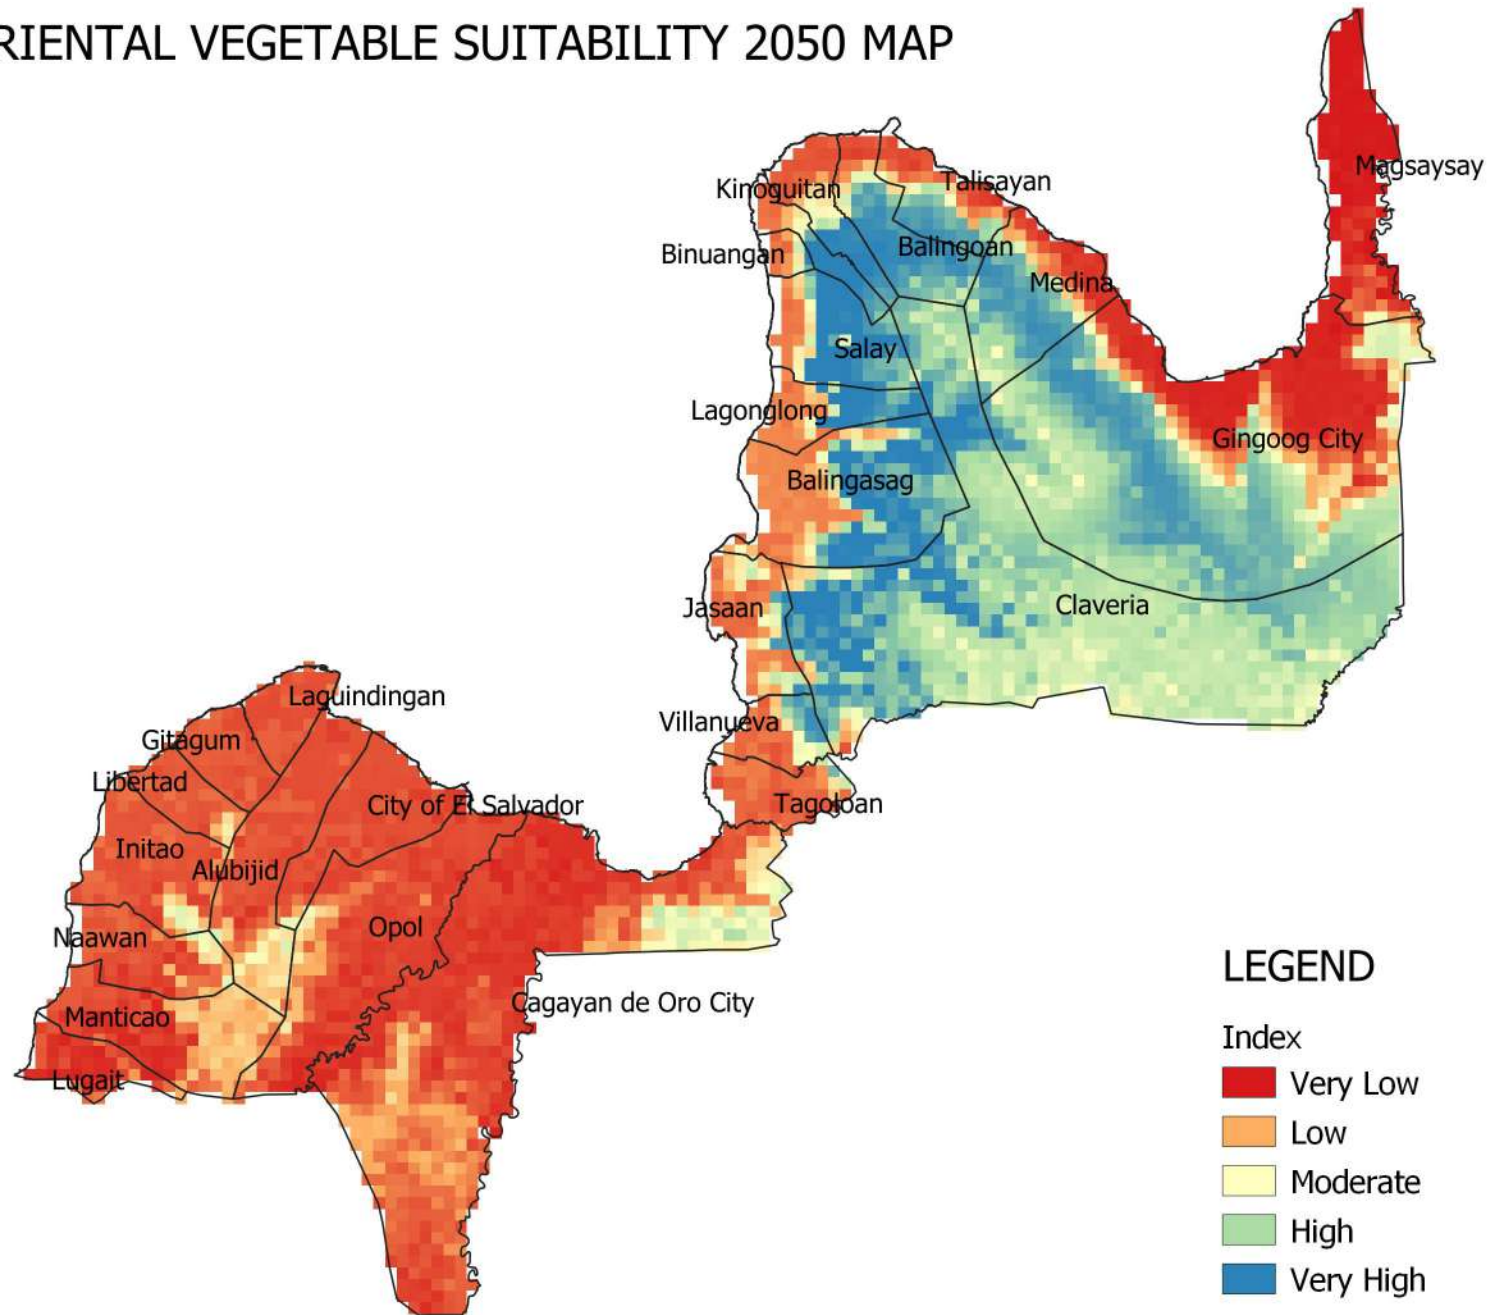 RIENTAL VEGETABLE SUITABILITY 2050 MAP
Magsaysay
Talisayan
Kinoguitan
Balingoan
Binuangan
Medina
Salay
Lagonglong
Gingoog City
Balingasag
Claveria
Jasaan
Laguindingan
Villanueva
Gitagum
Libertad
City of El Salvador
Tagoloan
Initao
Alubijid
Opol
Naawan
LEGEND
Cagayan de Oro City
Manticao
Index
Lugait
Very Low
Low
Moderate
High
Very High